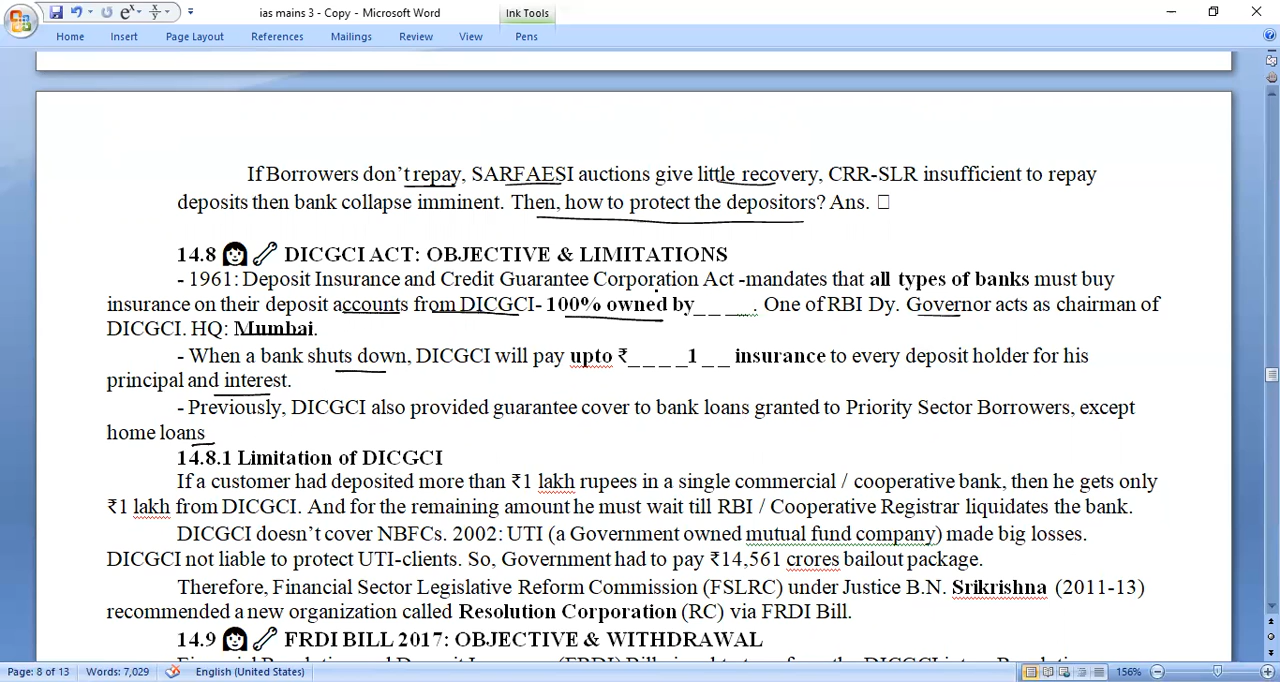 ias mains 3 - Copy - Microsoft Word
Ink Tools
Home Insert Page Layout References Mailings Review View Pens
If Borrowers don't repay, SARFAESI auctions give little recovery, CRR-SLR insufficient to repay
deposits then bank collapse imminent. Then, how to protect the depositors? Ans. □
14.8 DICGCI ACT: OBJECTIVE & LIMITATIONS
- 1961: Deposit Insurance and Credit Guarantee Corporation Act -mandates that all types of banks must buy
insurance on their deposit accounts from DICGCI- 100% owned by_ _ _ _. One of RBI Dy. Governor acts as chairman of
DICGCI. HQ: Mumbai.
- When a bank shuts down, DICGCI will pay upto ₹_ _ _ _1 _ _ insurance to every deposit holder for his
principal and interest.
- Previously, DICGCI also provided guarantee cover to bank loans granted to Priority Sector Borrowers, except
home loans
14.8.1 Limitation of DICGCI
If a customer had deposited more than ₹1 lakh rupees in a single commercial / cooperative bank, then he gets only
₹1 lakh from DICGCI. And for the remaining amount he must wait till RBI / Cooperative Registrar liquidates the bank.
DICGCI doesn't cover NBFCs. 2002: UTI (a Government owned mutual fund company) made big losses.
DICGCI not liable to protect UTI-clients. So, Government had to pay ₹14,561 crores bailout package.
Therefore, Financial Sector Legislative Reform Commission (FSLRC) under Justice B.N. Srikrishna (2011-13)
recommended a new organization called Resolution Corporation (RC) via FRDI Bill.
14.9 FRDI BILL 2017: OBJECTIVE & WITHDRAWAL
Page: 8 of 13 Words: 7,029 English (United States) 156%